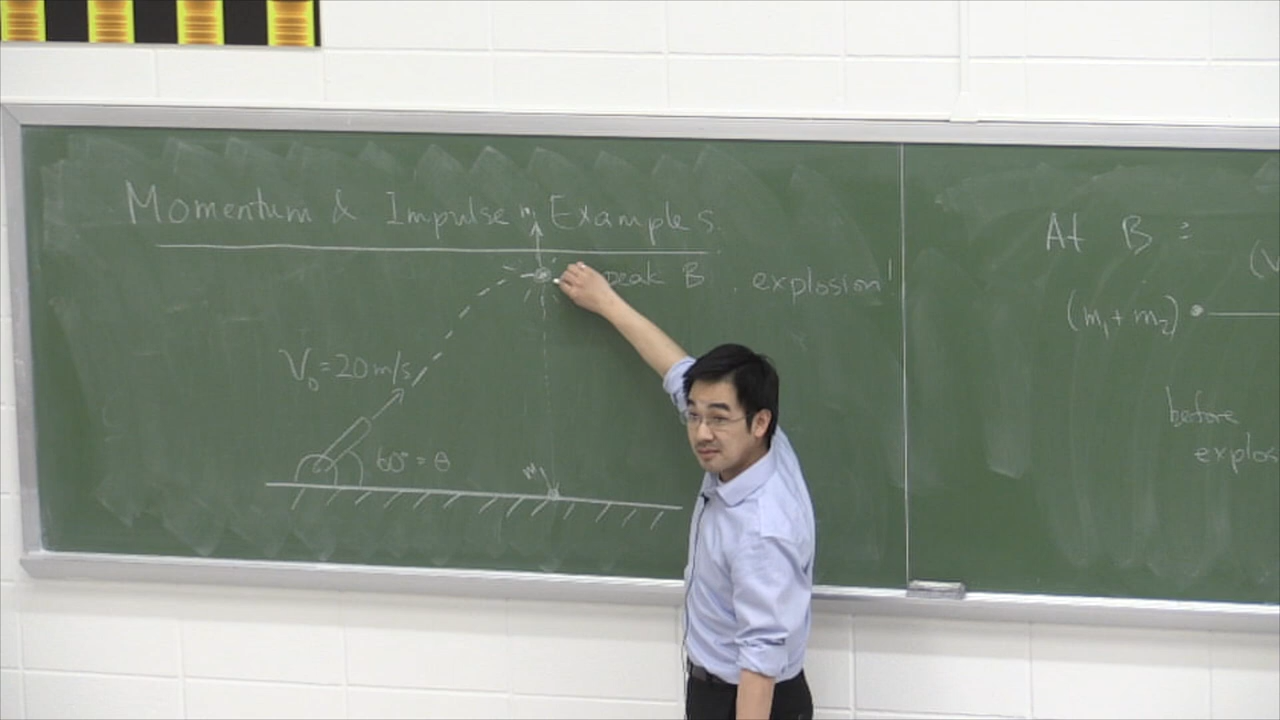 Momentum & Impulse Examples
peak B, explosion!
V₀ = 20 m/s
60° = θ
m₁
At B:
(m₁ + m₂)
before
explos